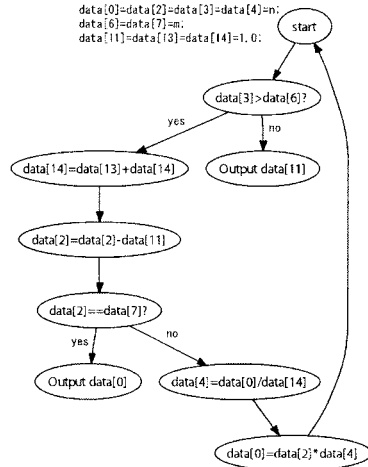 data[0]=data[2]=data[3]=data[4]=n;
data[6]=data[7]=m;
data[11]=data[13]=data[14]=1.0;
start
data[3]>data[6]?
yes
no
data[14]=data[13]+data[14]
Output data[11]
data[2]=data[2]-data[11]
data[2]==data[7]?
yes
no
Output data[0]
data[4]=data[0]/data[14]
data[0]=data[2]*data[4]